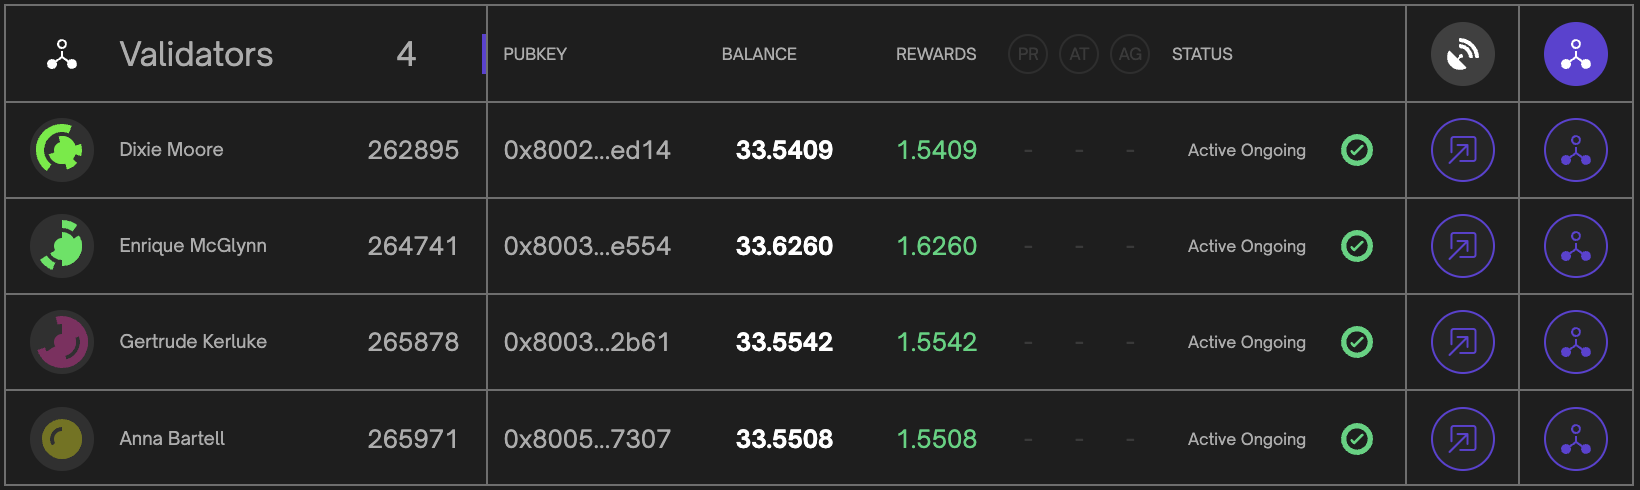 Validators 4 PUBKEY BALANCE REWARDS PR AT AG STATUS
Dixie Moore 262895 0x8002...ed14 33.5409 1.5409 - - - Active Ongoing
Enrique McGlynn 264741 0x8003...e554 33.6260 1.6260 - - - Active Ongoing
Gertrude Kerluke 265878 0x8003...2b61 33.5542 1.5542 - - - Active Ongoing
Anna Bartell 265971 0x8005...7307 33.5508 1.5508 - - - Active Ongoing